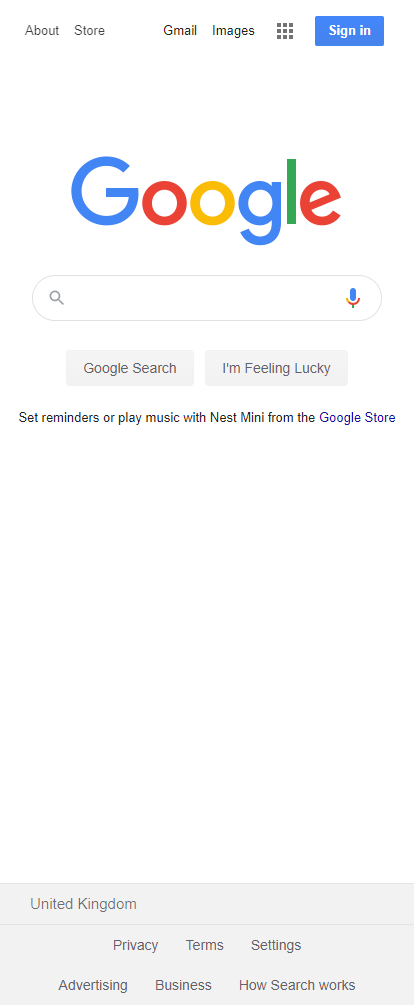 About Store Gmail Images Sign in
Google
Google Search I'm Feeling Lucky
Set reminders or play music with Nest Mini from the Google Store
United Kingdom
Privacy Terms Settings
Advertising Business How Search works